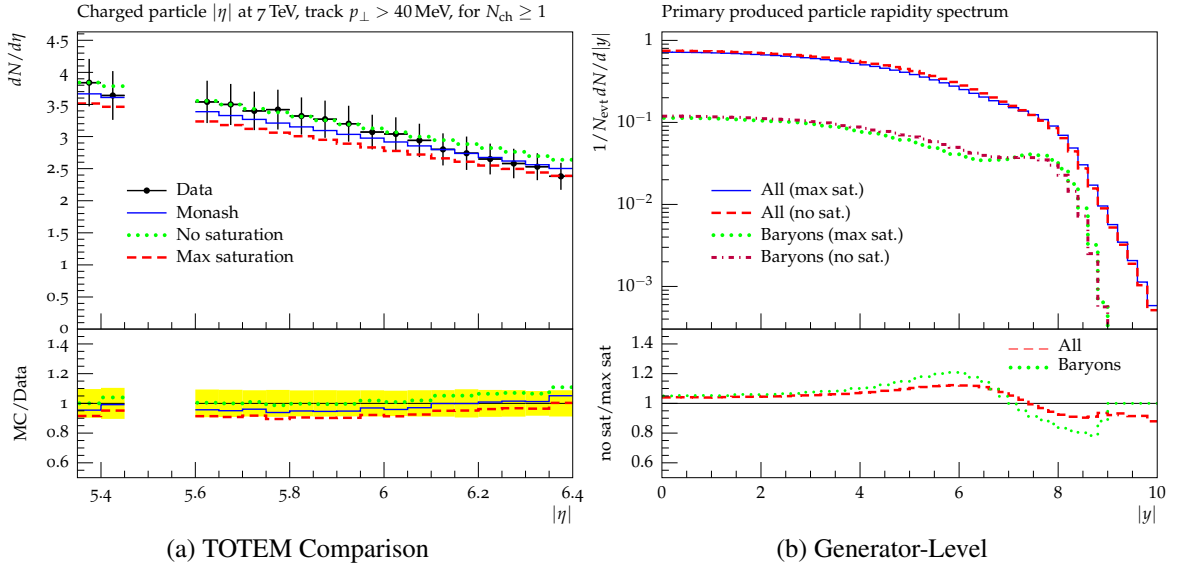 Charged particle |η| at 7 TeV, track p⊥ > 40 MeV, for Nch ≥ 1
dN/dη
4.5
4
3.5
3
2.5
2
1.5
1
0.5
0
Data
Monash
No saturation
Max saturation
MC/Data
1.4
1.2
1
0.8
0.6
5.4
5.6
5.8
6
6.2
6.4
|η|
(a) TOTEM Comparison
Primary produced particle rapidity spectrum
1/Nevt dN/d|y|
1
10−1
10−2
10−3
All (max sat.)
All (no sat.)
Baryons (max sat.)
Baryons (no sat.)
no sat/max sat
1.4
1.2
1
0.8
0.6
All
Baryons
0
2
4
6
8
10
|y|
(b) Generator-Level